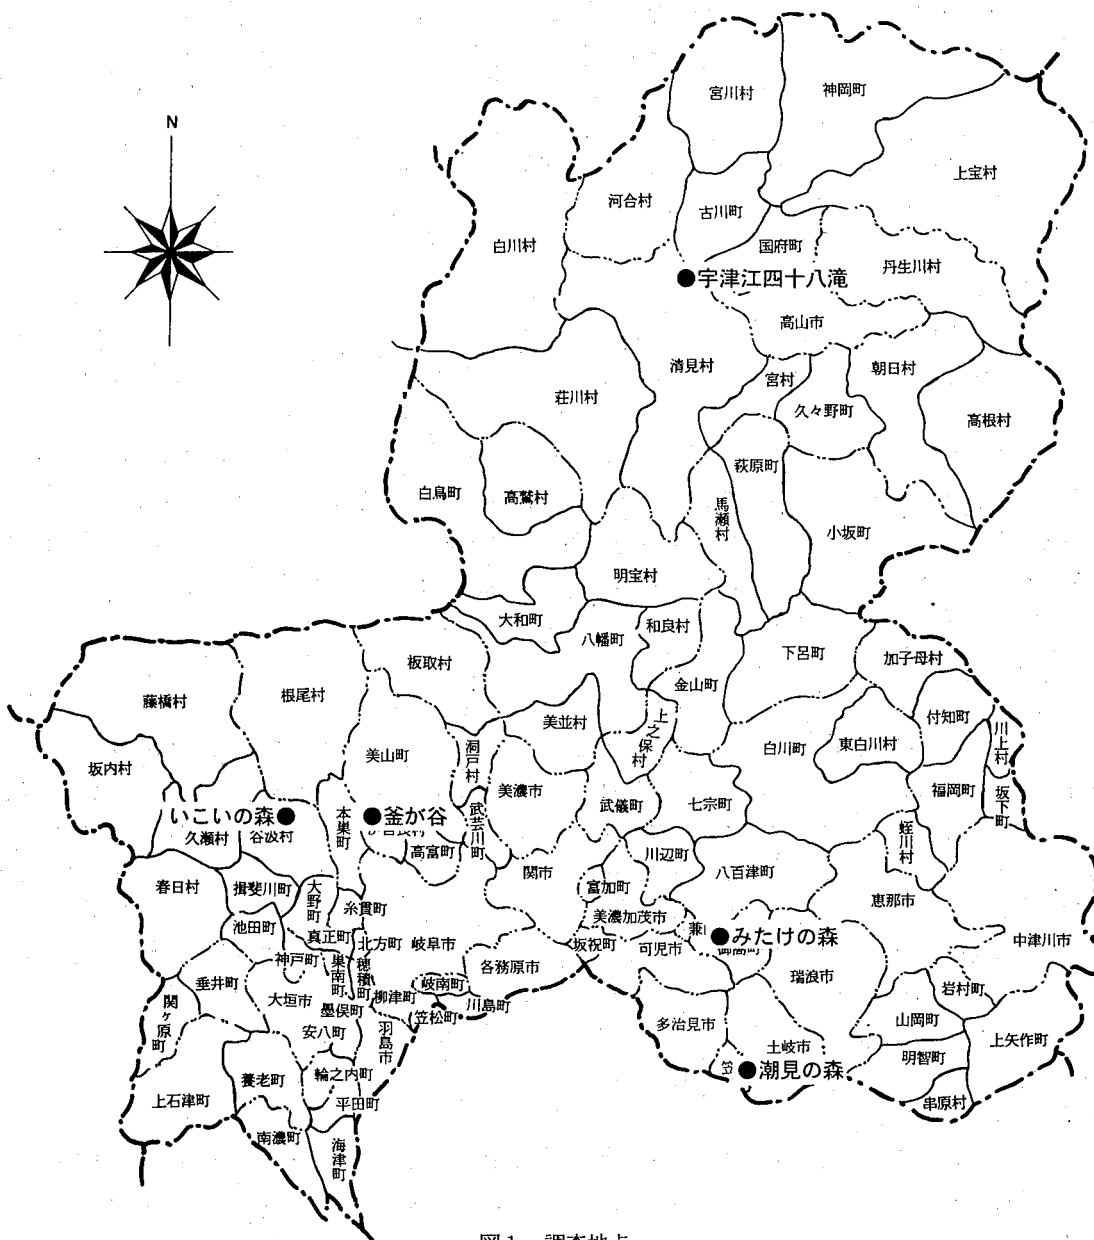 N
宮川村
神岡町
上宝村
河合村
古川町
白川村
国府町
丹生川村
宇津江四十八滝
高山市
清見村
宮村
朝日村
荘川村
久々野町
高根村
萩原町
白鳥町
高鷲村
馬瀬村
小坂町
明宝村
大和町
八幡町
和良村
下呂町
加子母村
板取村
金山町
藤橋村
根尾村
美並村
上之保村
付知町
川上村
白川町
東白川村
美山町
洞戸村
坂内村
美濃市
武儀町
七宗町
福岡町
坂下町
いこいの森
釜が谷
久瀬村
谷汲村
本巣町
武芸川町
高富町
蛭川村
川辺町
関市
八百津町
春日村
揖斐川町
大野町
富加町
恵那市
糸貫町
池田町
美濃加茂市
真正町
北方町
岐阜市
みたけの森
坂祝町
可児市
中津川市
神戸町
巣南町
穂積町
各務原市
瑞浪市
垂井町
岐南町
岩村町
関ヶ原町
大垣市
柳津町
川島町
墨俣町
笠松町
山岡町
多治見市
安八町
羽島市
土岐市
上矢作町
明智町
潮見の森
輪之内町
養老町
上石津町
平田町
串原村
南濃町
海津町